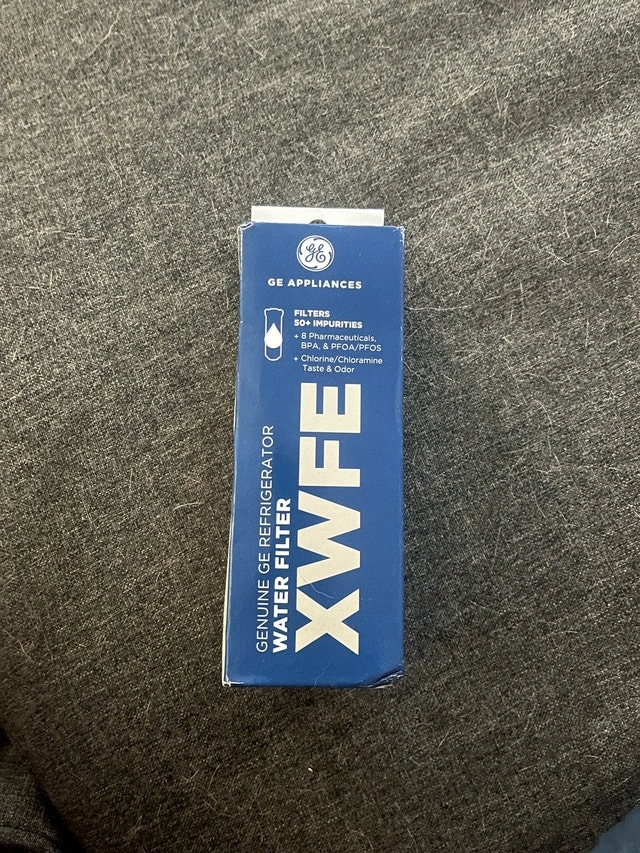 GE
GE APPLIANCES
FILTERS
50+ IMPURITIES
+ 8 Pharmaceuticals,
BPA, & PFOA/PFOS
+ Chlorine/Chloramine
Taste & Odor
GENUINE GE REFRIGERATOR
WATER FILTER
XWFE